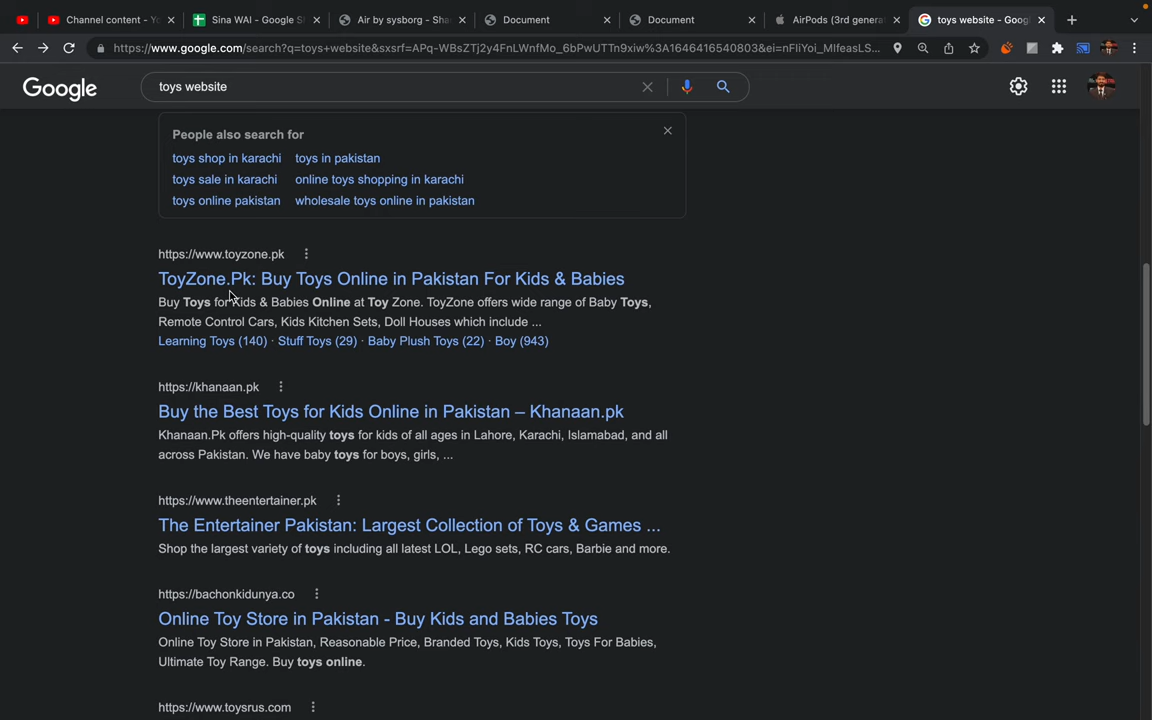 Channel content - Yo
Sina WAI - Google S
Air by sysborg - Sha
Document
Document
AirPods (3rd genera
toys website - Goog
https://www.google.com/search?q=toys+website&sxsrf=APq-WBsZTj2y4FnLWnfMo_6bPwUTTn9xiw%3A1646416540803&ei=nFIiYoi_MIfeasLS...
Google
toys website
People also search for
toys shop in karachi toys in pakistan
toys sale in karachi online toys shopping in karachi
toys online pakistan wholesale toys online in pakistan
https://www.toyzone.pk
ToyZone.Pk: Buy Toys Online in Pakistan For Kids & Babies
Buy Toys for Kids & Babies Online at Toy Zone. ToyZone offers wide range of Baby Toys,
Remote Control Cars, Kids Kitchen Sets, Doll Houses which include ...
Learning Toys (140) · Stuff Toys (29) · Baby Plush Toys (22) · Boy (943)
https://khanaan.pk
Buy the Best Toys for Kids Online in Pakistan – Khanaan.pk
Khanaan.Pk offers high-quality toys for kids of all ages in Lahore, Karachi, Islamabad, and all
across Pakistan. We have baby toys for boys, girls, ...
https://www.theentertainer.pk
The Entertainer Pakistan: Largest Collection of Toys & Games ...
Shop the largest variety of toys including all latest LOL, Lego sets, RC cars, Barbie and more.
https://bachonkidunya.co
Online Toy Store in Pakistan - Buy Kids and Babies Toys
Online Toy Store in Pakistan, Reasonable Price, Branded Toys, Kids Toys, Toys For Babies,
Ultimate Toy Range. Buy toys online.
https://www.toysrus.com